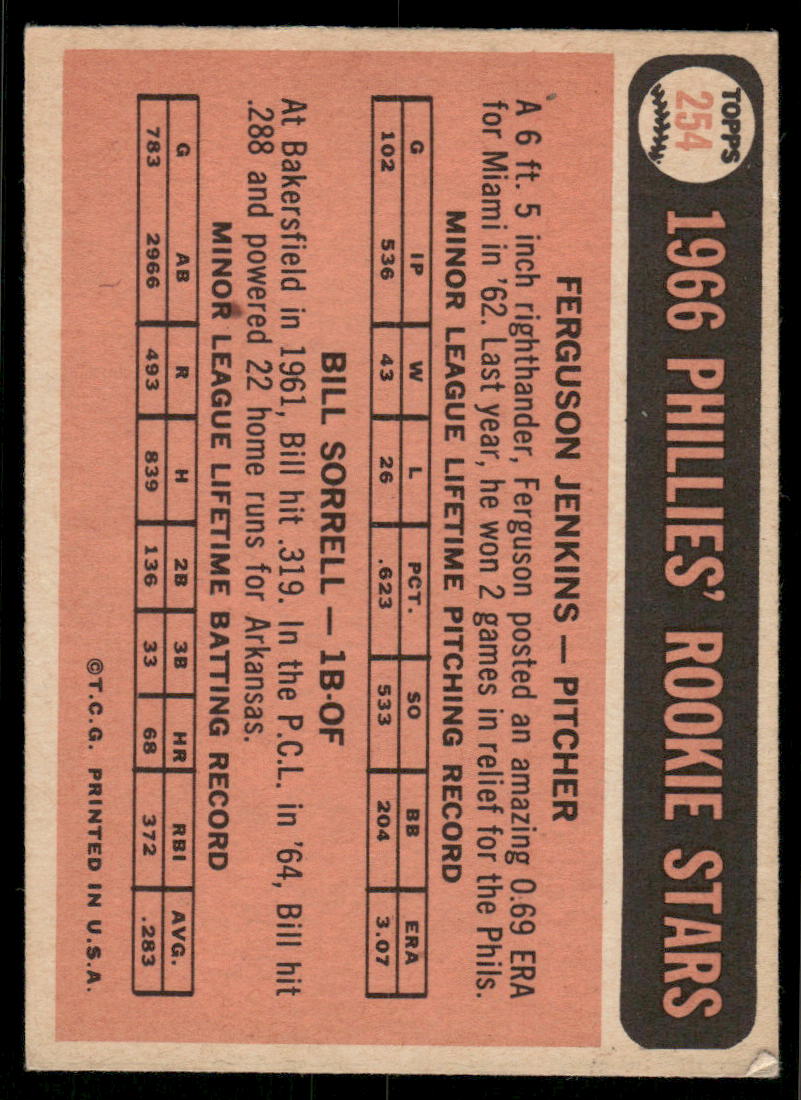 TOPPS
254
1966 PHILLIES' ROOKIE STARS
FERGUSON JENKINS — PITCHER
A 6 ft. 5 inch righthander, Ferguson posted an amazing 0.69 ERA
for Miami in '62. Last year, he won 2 games in relief for the Phils.
MINOR LEAGUE LIFETIME PITCHING RECORD
G IP W L PCT. SO BB ERA
102 536 43 26 .623 533 204 3.07
BILL SORRELL — 1B-OF
At Bakersfield in 1961, Bill hit .319. In the P.C.L. in '64, Bill hit
.288 and powered 22 home runs for Arkansas.
MINOR LEAGUE LIFETIME BATTING RECORD
G AB R H 2B 3B HR RBI AVG.
783 2966 493 839 136 33 68 372 .283
©T.C.G. PRINTED IN U.S.A.